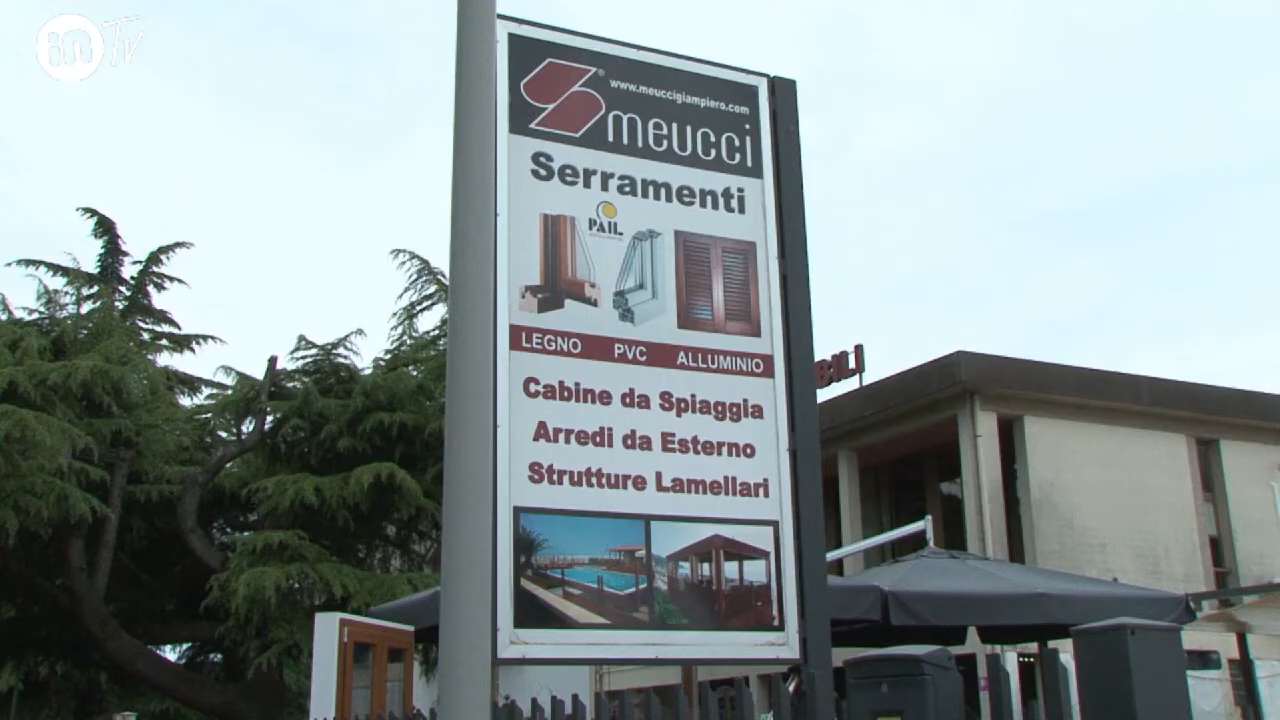 in Tv
www.meuccigiampiero.com
meucci
Serramenti
PAIL
LEGNO PVC ALLUMINIO
Cabine da Spiaggia
Arredi da Esterno
Strutture Lamellari
BILI